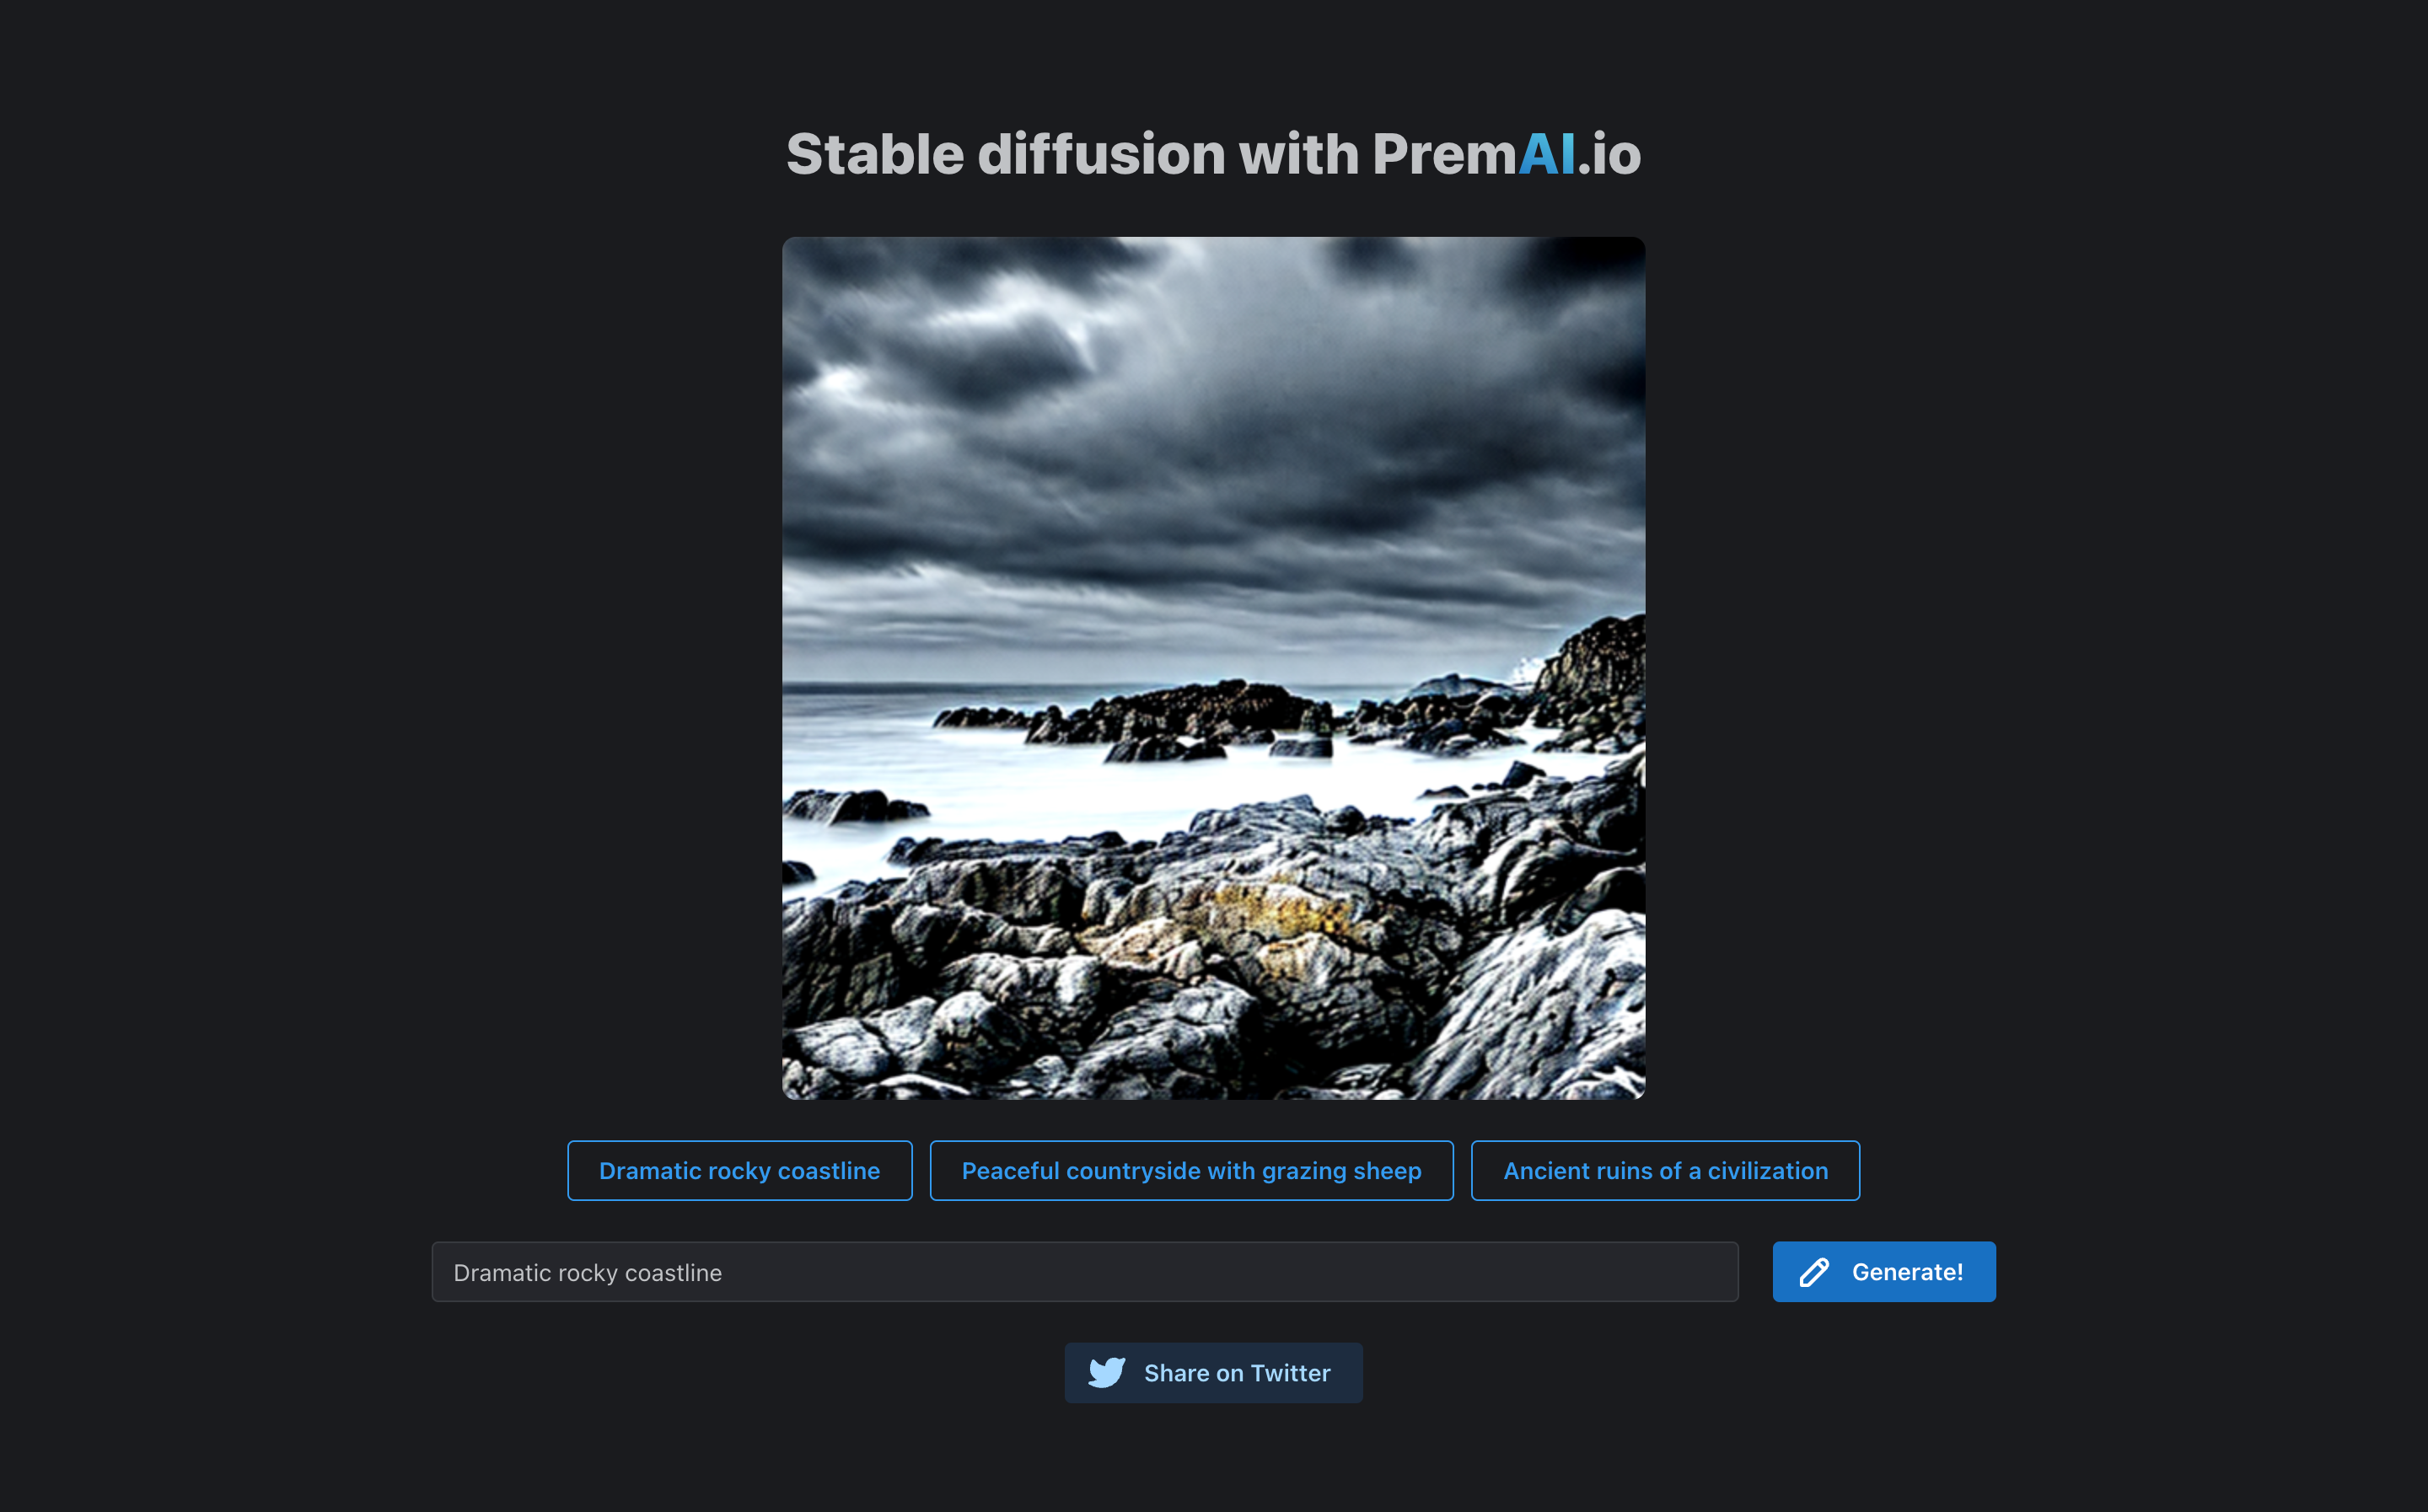 Stable diffusion with PremAI.io
Dramatic rocky coastline
Peaceful countryside with grazing sheep
Ancient ruins of a civilization
Dramatic rocky coastline
Generate!
Share on Twitter